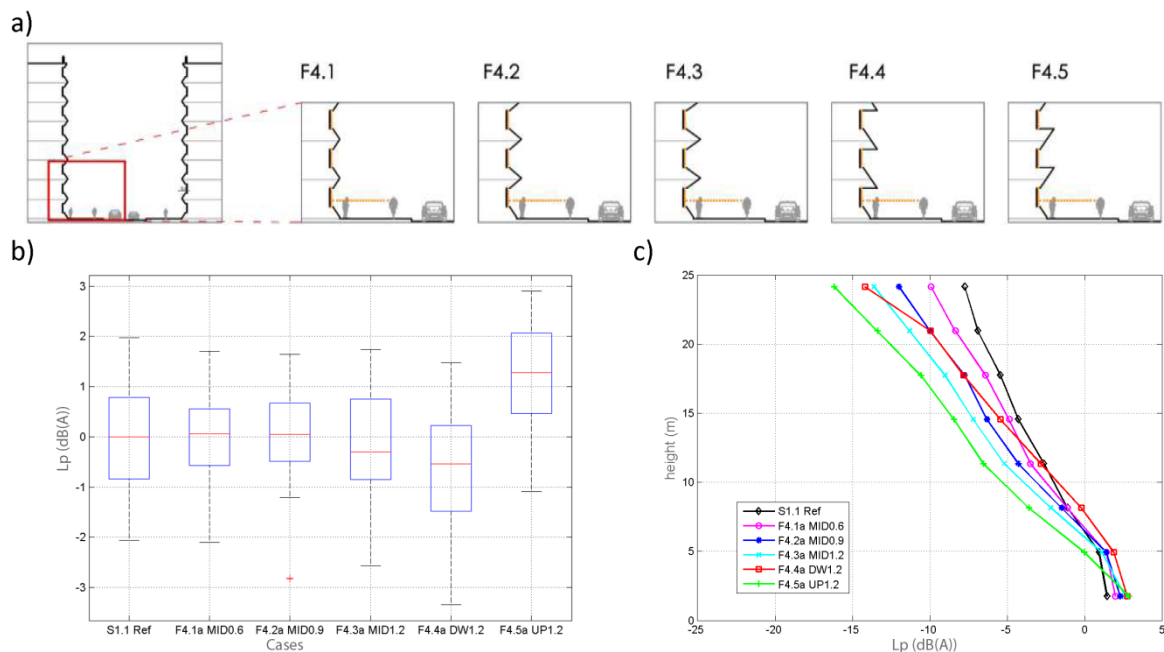 a)
F4.1
F4.2
F4.3
F4.4
F4.5
b)
3
2
1
0
-1
-2
-3
Lp (dB(A))
S1.1 Ref F4.1a MID0.6 F4.2a MID0.9 F4.3a MID1.2 F4.4a DW1.2 F4.5a UP1.2
Cases
c)
25
20
15
10
5
0
height (m)
S1.1 Ref
F4.1a MID0.6
F4.2a MID0.9
F4.3a MID1.2
F4.4a DW1.2
F4.5a UP1.2
-25 -20 -15 -10 -5 0 5
Lp (dB(A))